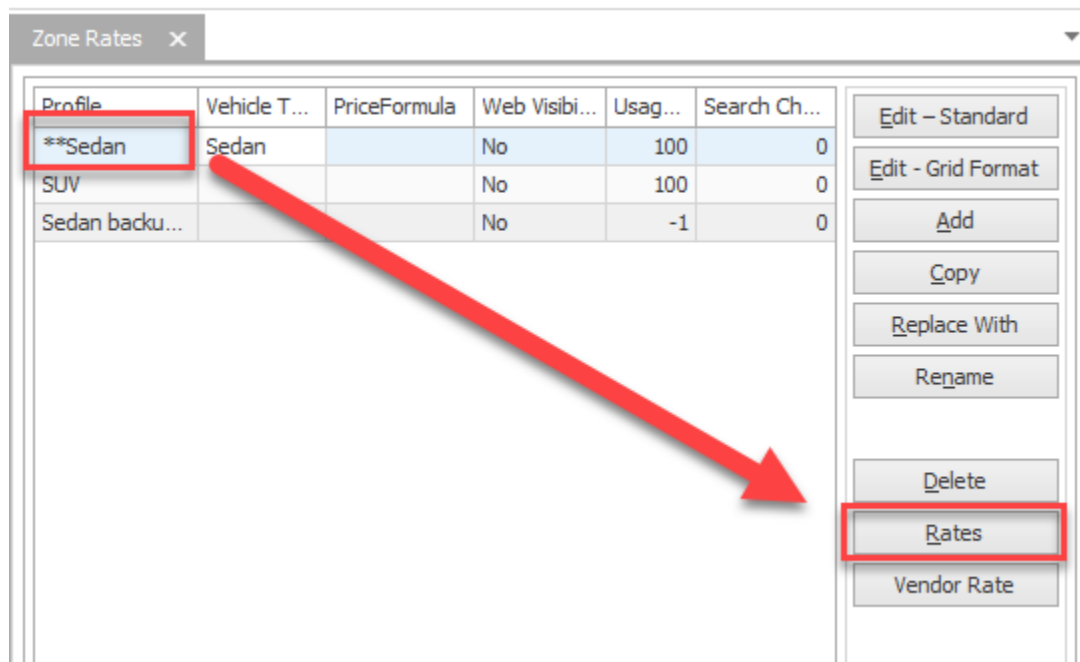 Zone Rates
Profile Vehicle T... PriceFormula Web Visibi... Usag... Search Ch...
**Sedan Sedan No 100 0
SUV No 100 0
Sedan backu... No -1 0
Edit – Standard
Edit - Grid Format
Add
Copy
Replace With
Rename
Delete
Rates
Vendor Rate